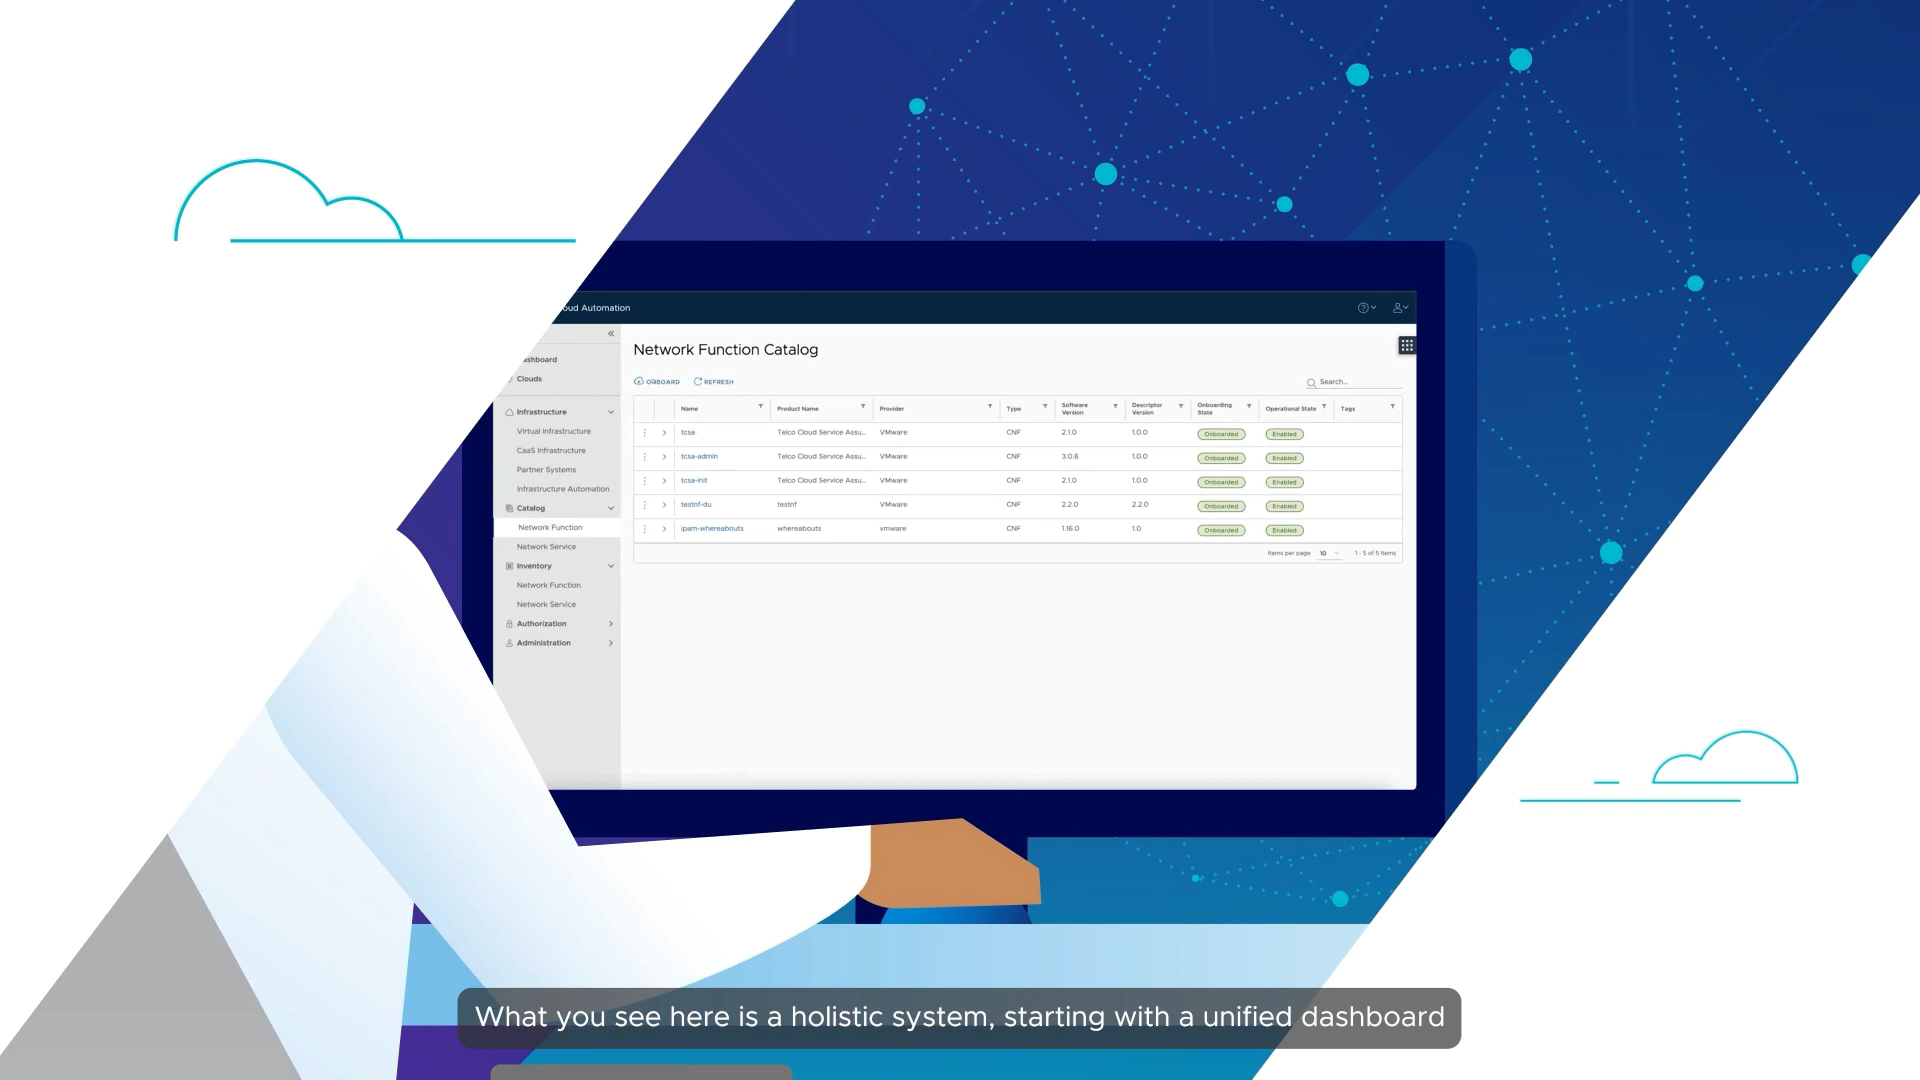 oud Automation
shboard
Clouds
Infrastructure
Virtual Infrastructure
CaaS Infrastructure
Partner Systems
Infrastructure Automation
Catalog
Network Function
Network Service
Inventory
Network Function
Network Service
Authorization
Administration
Network Function Catalog
ONBOARD REFRESH
Search...
Name Product Name Provider Type Software Version Descriptor Version Onboarding State Operational State Tags
tcsa Telco Cloud Service Assu... VMware CNF 2.1.0 1.0.0 Onboarded Enabled
tcsa-admin Telco Cloud Service Assu... VMware CNF 3.0.6 1.0.0 Onboarded Enabled
tcsa-init Telco Cloud Service Assu... VMware CNF 2.1.0 1.0.0 Onboarded Enabled
testnf-du testnf VMware CNF 2.2.0 2.2.0 Onboarded Enabled
ipam-whereabouts whereabouts vmware CNF 1.16.0 1.0 Onboarded Enabled
Items per page 10 1 - 5 of 5 items
What you see here is a holistic system, starting with a unified dashboard